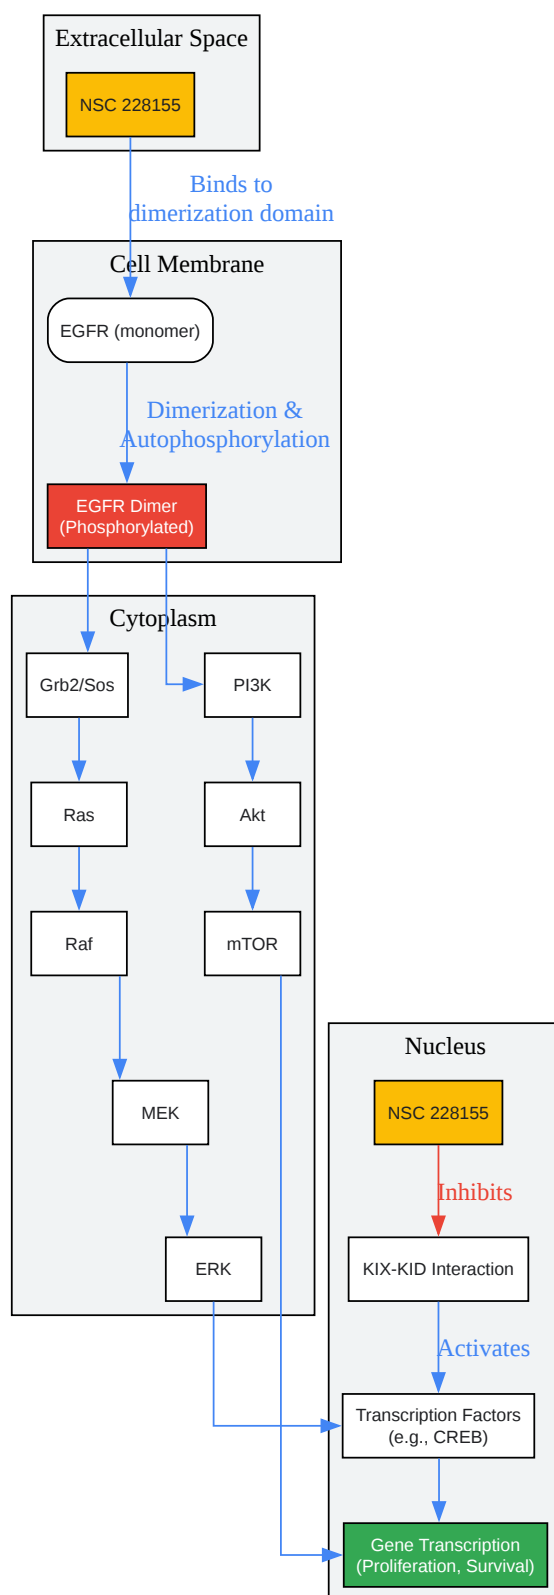 Extracellular Space
NSC 228155
Binds to
dimerization domain
Cell Membrane
EGFR (monomer)
Dimerization &
Autophosphorylation
EGFR Dimer
(Phosphorylated)
Cytoplasm
Grb2/Sos
PI3K
Ras
Akt
Raf
mTOR
MEK
ERK
Nucleus
NSC 228155
Inhibits
KIX-KID Interaction
Activates
Transcription Factors
(e.g., CREB)
Gene Transcription
(Proliferation, Survival)